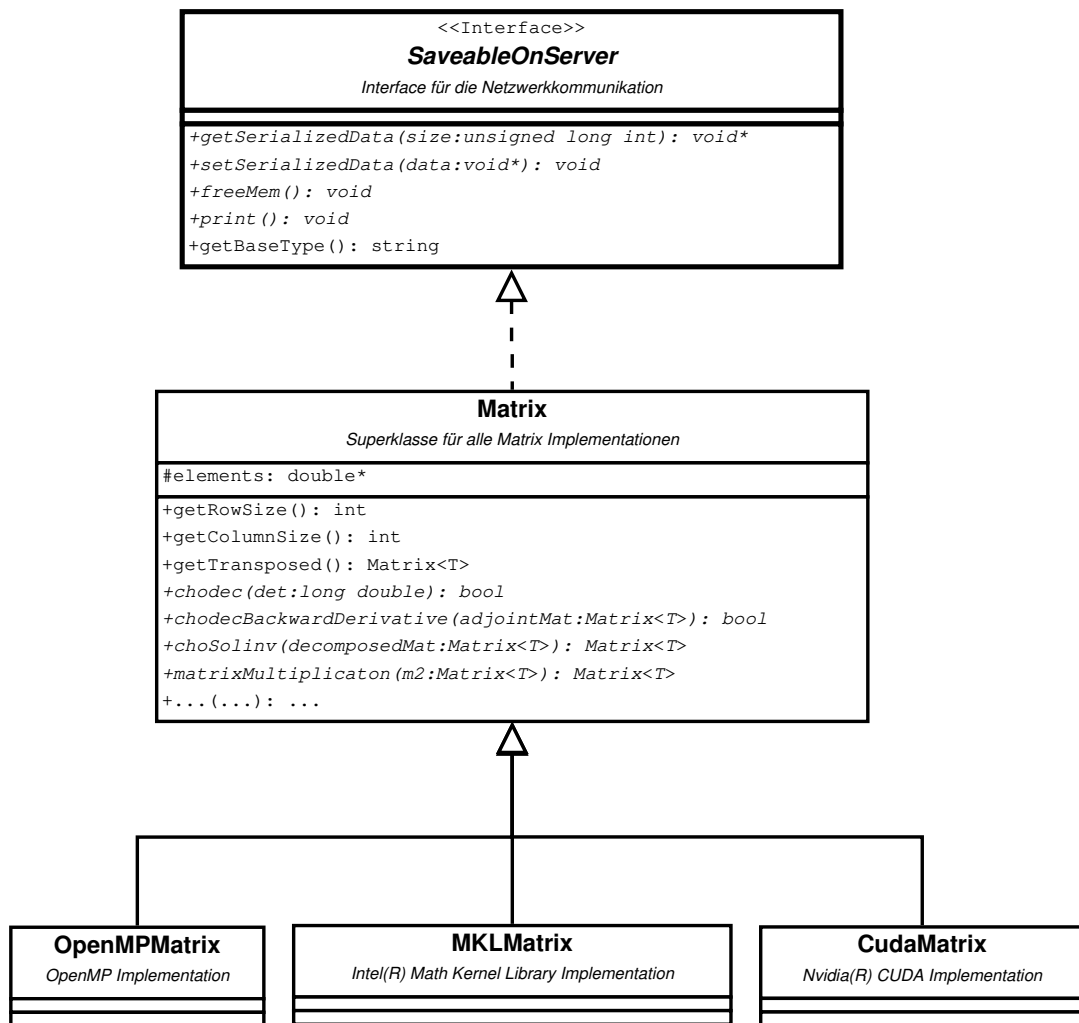 <<Interface>>
SaveableOnServer
Interface für die Netzwerkkommunikation
+getSerializedData(size:unsigned long int): void*
+setSerializedData(data:void*): void
+freeMem(): void
+print(): void
+getBaseType(): string
Matrix
Superklasse für alle Matrix Implementationen
#elements: double*
+getRowSize(): int
+getColumnSize(): int
+getTransposed(): Matrix<T>
+chodec(det:long double): bool
+chodecBackwardDerivative(adjointMat:Matrix<T>): bool
+choSolinv(decomposedMat:Matrix<T>): Matrix<T>
+matrixMultiplicaton(m2:Matrix<T>): Matrix<T>
+...(...): ...
OpenMPMatrix
OpenMP Implementation
MKLMatrix
Intel(R) Math Kernel Library Implementation
CudaMatrix
Nvidia(R) CUDA Implementation